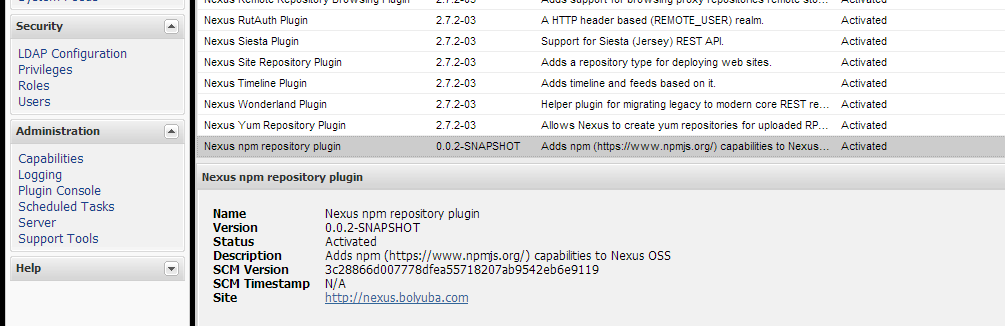 System Feeds
Security
LDAP Configuration
Privileges
Roles
Users
Administration
Capabilities
Logging
Plugin Console
Scheduled Tasks
Server
Support Tools
Help
Nexus Remote Repository Browsing Plugin 2.7.2-03 Adds support for browsing proxy repositories remote sto... Activated
Nexus RutAuth Plugin 2.7.2-03 A HTTP header based (REMOTE_USER) realm. Activated
Nexus Siesta Plugin 2.7.2-03 Support for Siesta (Jersey) REST API. Activated
Nexus Site Repository Plugin 2.7.2-03 Adds a repository type for deploying web sites. Activated
Nexus Timeline Plugin 2.7.2-03 Adds timeline and feeds based on it. Activated
Nexus Wonderland Plugin 2.7.2-03 Helper plugin for migrating legacy to modern core REST re... Activated
Nexus Yum Repository Plugin 2.7.2-03 Allows Nexus to create yum repositories for uploaded RP... Activated
Nexus npm repository plugin 0.0.2-SNAPSHOT Adds npm (https://www.npmjs.org/) capabilities to Nexus... Activated
Nexus npm repository plugin
Name Nexus npm repository plugin
Version 0.0.2-SNAPSHOT
Status Activated
Description Adds npm (https://www.npmjs.org/) capabilities to Nexus OSS
SCM Version 3c28866d007778dfea55718207ab9542eb6e9119
SCM Timestamp N/A
Site http://nexus.bolyuba.com